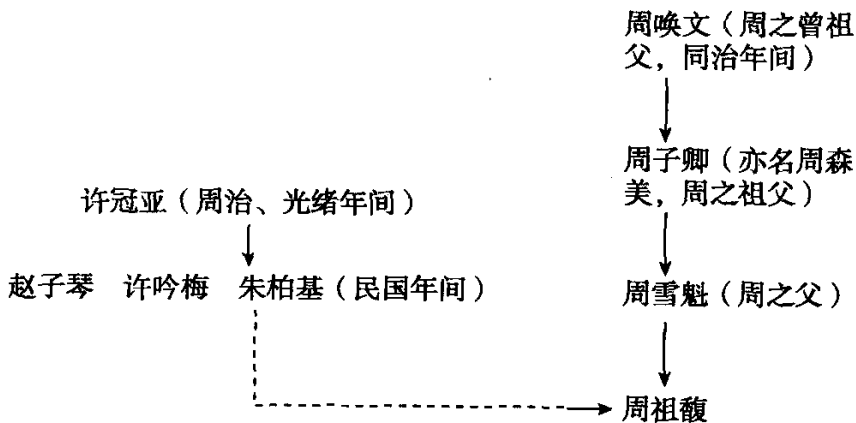 周唤文（周之曾祖
父，同治年间）
周子卿（亦名周森
美，周之祖父）
许冠亚（周治、光绪年间）
赵子琴 许吟梅 朱柏基（民国年间）
周雪魁（周之父）
周祖馥